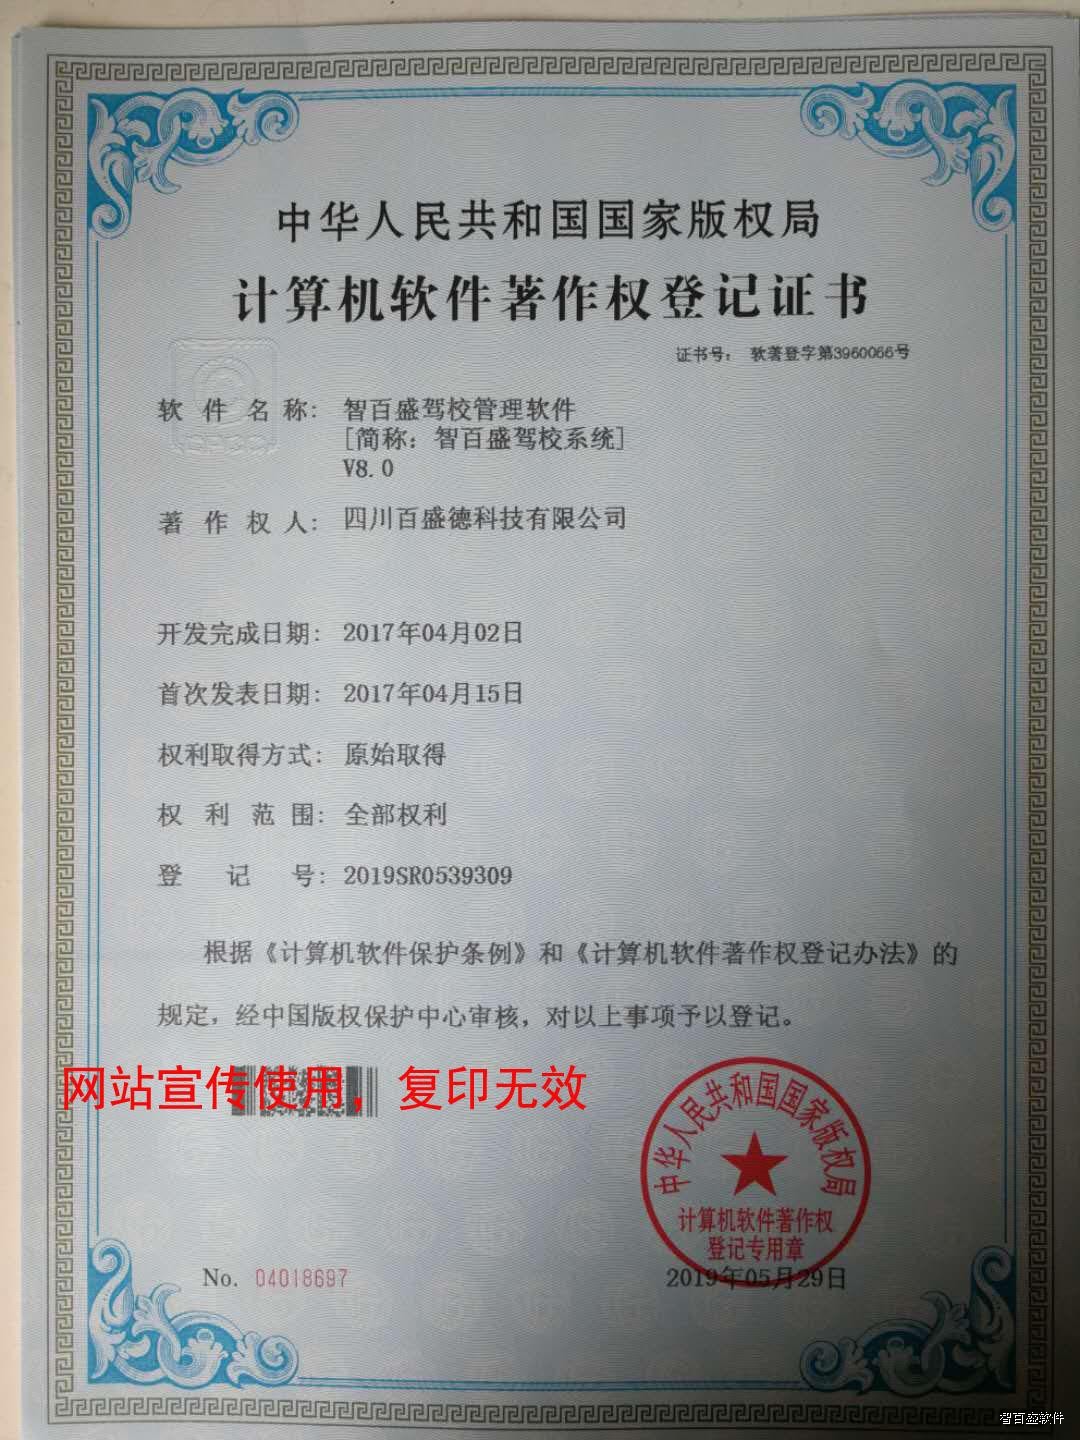 中华人民共和国国家版权局
计算机软件著作权登记证书
证书号： 软著登字第3960066号
软件名称： 智百盛驾校管理软件
[简称：智百盛驾校系统]
V8.0
著作权人： 四川百盛德科技有限公司
开发完成日期： 2017年04月02日
首次发表日期： 2017年04月15日
权利取得方式： 原始取得
权利范围： 全部权利
登记号： 2019SR0539309
根据《计算机软件保护条例》和《计算机软件著作权登记办法》的
规定，经中国版权保护中心审核，对以上事项予以登记。
网站宣传使用，复印无效
中华人民共和国国家版权局
计算机软件著作权
登记专用章
No. 04018697
2019年05月29日
智百盛软件